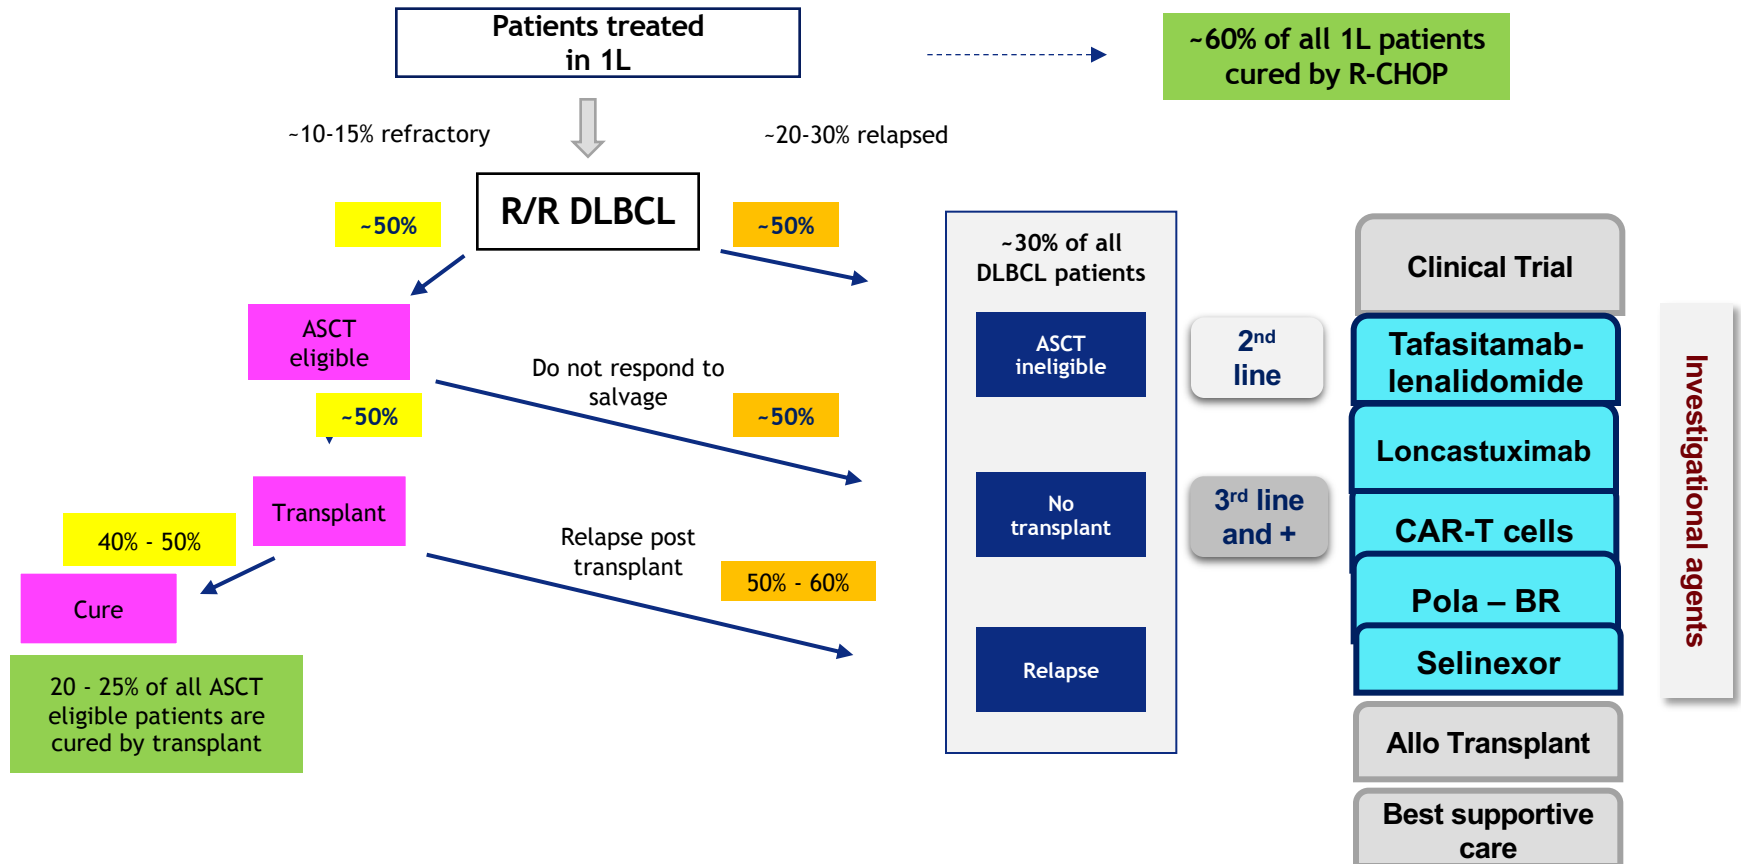 Patients treated
in 1L
~60% of all 1L patients
cured by R-CHOP
~10-15% refractory
~20-30% relapsed
R/R DLBCL
~50%
~50%
ASCT
eligible
Do not respond to
salvage
~50%
~50%
Transplant
40% - 50%
Relapse post
transplant
50% - 60%
Cure
20 - 25% of all ASCT
eligible patients are
cured by transplant
~30% of all
DLBCL patients
ASCT
ineligible
No
transplant
Relapse
2nd
line
3rd line
and +
Clinical Trial
Tafasitamab-
lenalidomide
Loncastuximab
CAR-T cells
Pola – BR
Selinexor
Allo Transplant
Best supportive
care
Investigational agents